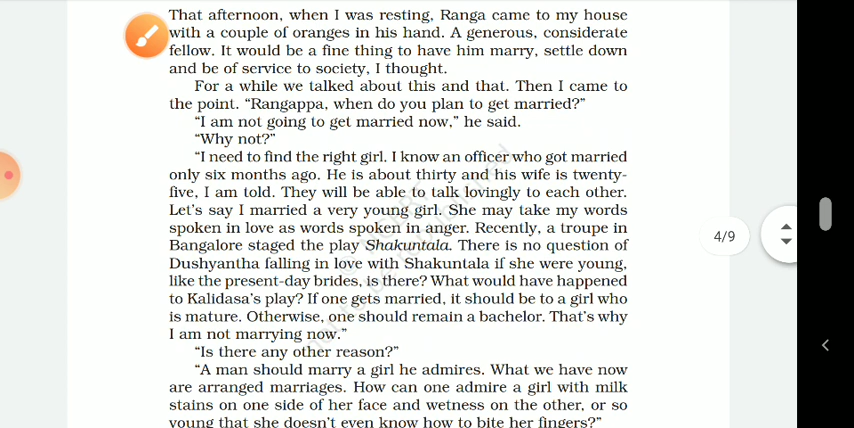 That afternoon, when I was resting, Ranga came to my house
with a couple of oranges in his hand. A generous, considerate
fellow. It would be a fine thing to have him marry, settle down
and be of service to society, I thought.
For a while we talked about this and that. Then I came to
the point. “Rangappa, when do you plan to get married?”
“I am not going to get married now,” he said.
“Why not?”
“I need to find the right girl. I know an officer who got married
only six months ago. He is about thirty and his wife is twenty-
five, I am told. They will be able to talk lovingly to each other.
Let’s say I married a very young girl. She may take my words
spoken in love as words spoken in anger. Recently, a troupe in
Bangalore staged the play Shakuntala. There is no question of
Dushyantha falling in love with Shakuntala if she were young,
like the present-day brides, is there? What would have happened
to Kalidasa’s play? If one gets married, it should be to a girl who
is mature. Otherwise, one should remain a bachelor. That’s why
I am not marrying now.”
“Is there any other reason?”
“A man should marry a girl he admires. What we have now
are arranged marriages. How can one admire a girl with milk
stains on one side of her face and wetness on the other, or so
young that she doesn’t even know how to bite her fingers?”
4/9